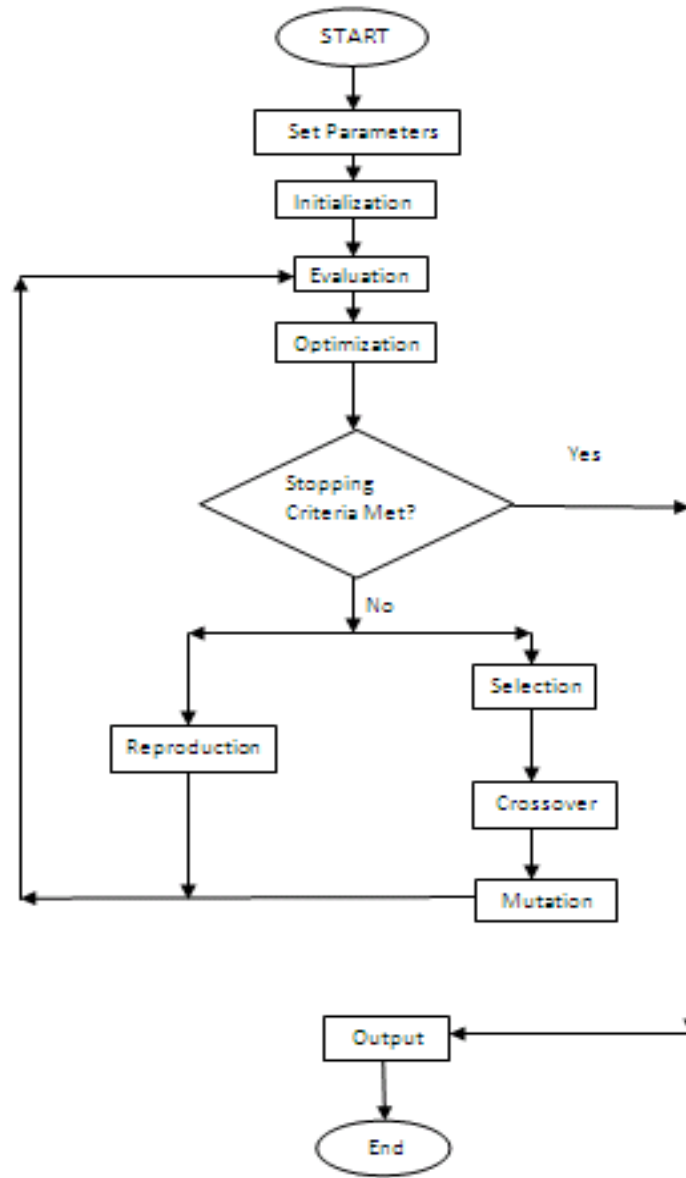 START
Set Parameters
Initialization
Evaluation
Optimization
Yes
Stopping
Criteria Met?
No
Selection
Reproduction
Crossover
Mutation
Output
End